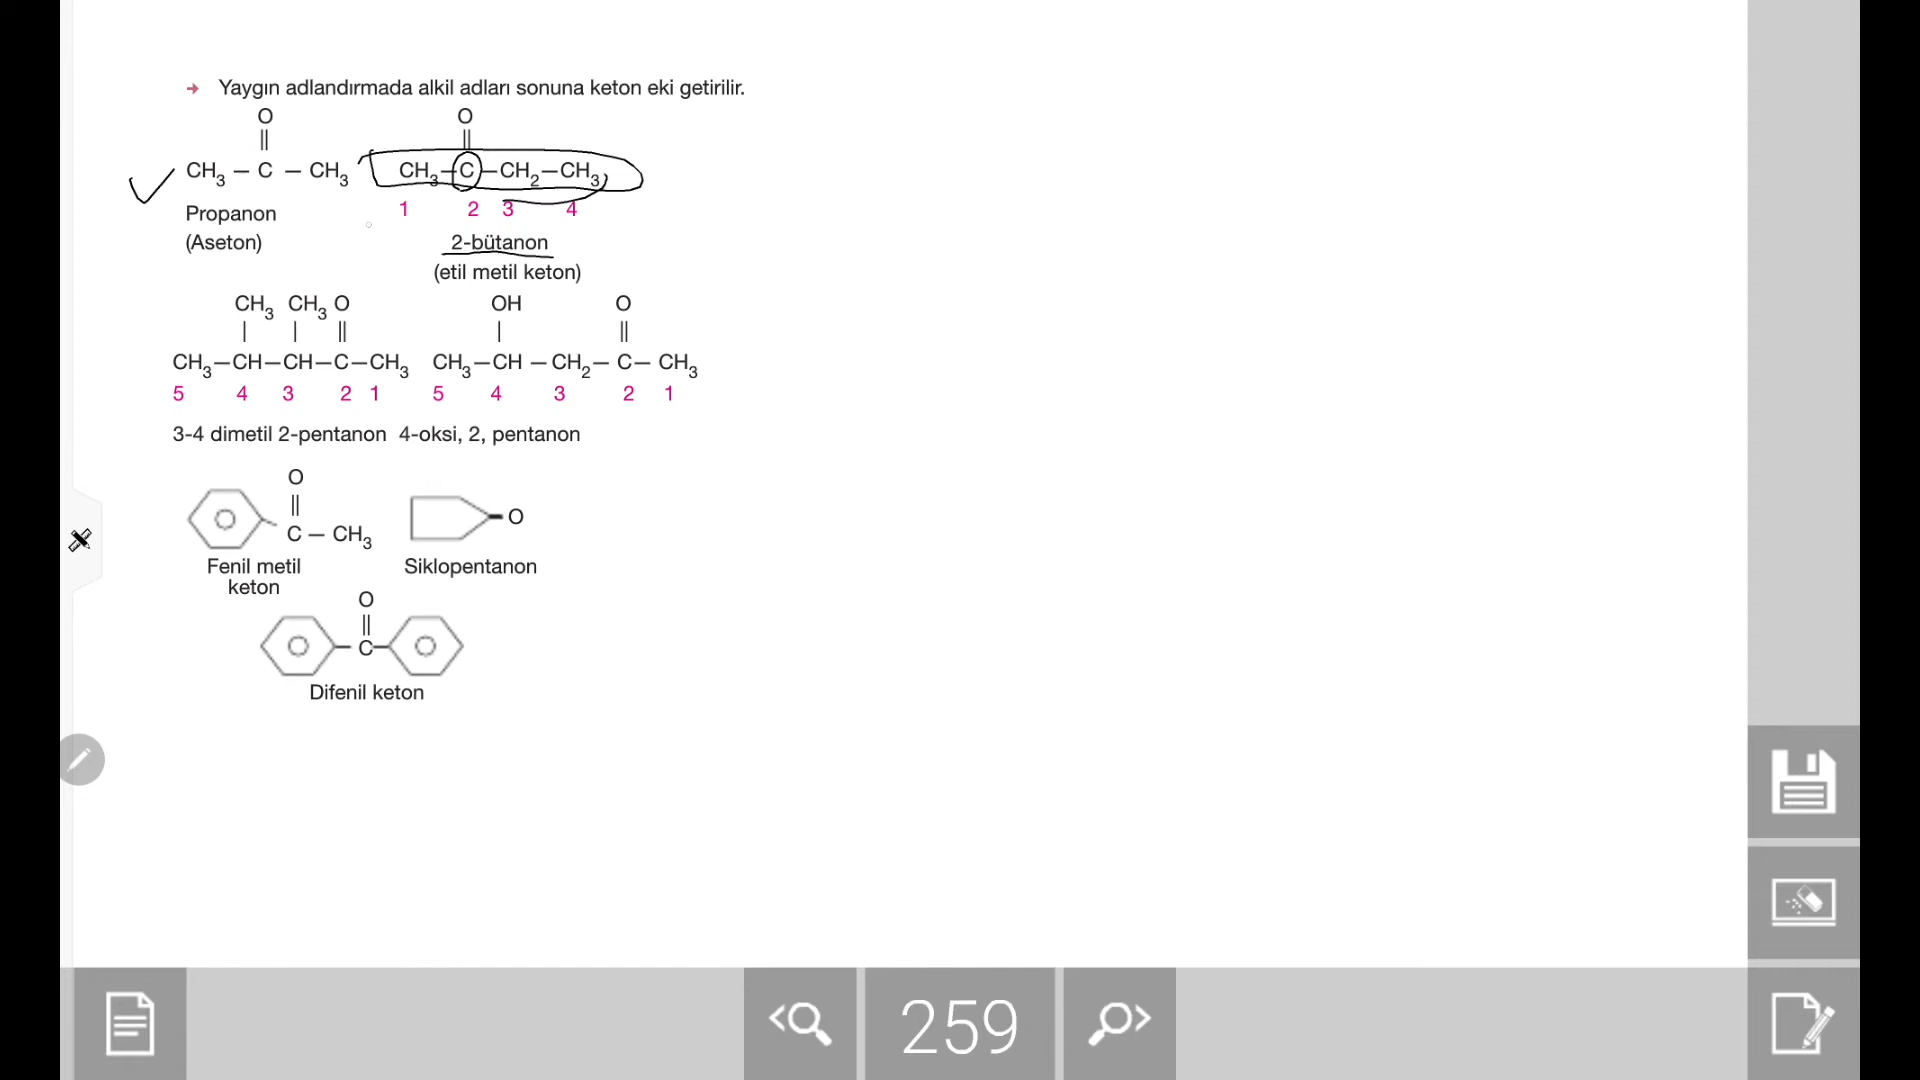 → Yaygın adlandırmada alkil adları sonuna keton eki getirilir.
O O
|| ||
CH₃ – C – CH₃ CH₃–C–CH₂–CH₃
1 2 3 4
Propanon
(Aseton) 2-bütanon
(etil metil keton)
CH₃ CH₃ O OH O
| | || | ||
CH₃–CH–CH–C–CH₃ CH₃–CH – CH₂– C– CH₃
5 4 3 2 1 5 4 3 2 1
3-4 dimetil 2-pentanon 4-oksi, 2, pentanon
O
||
C – CH₃ O
Fenil metil Siklopentanon
keton
O
||
C
Difenil keton
259